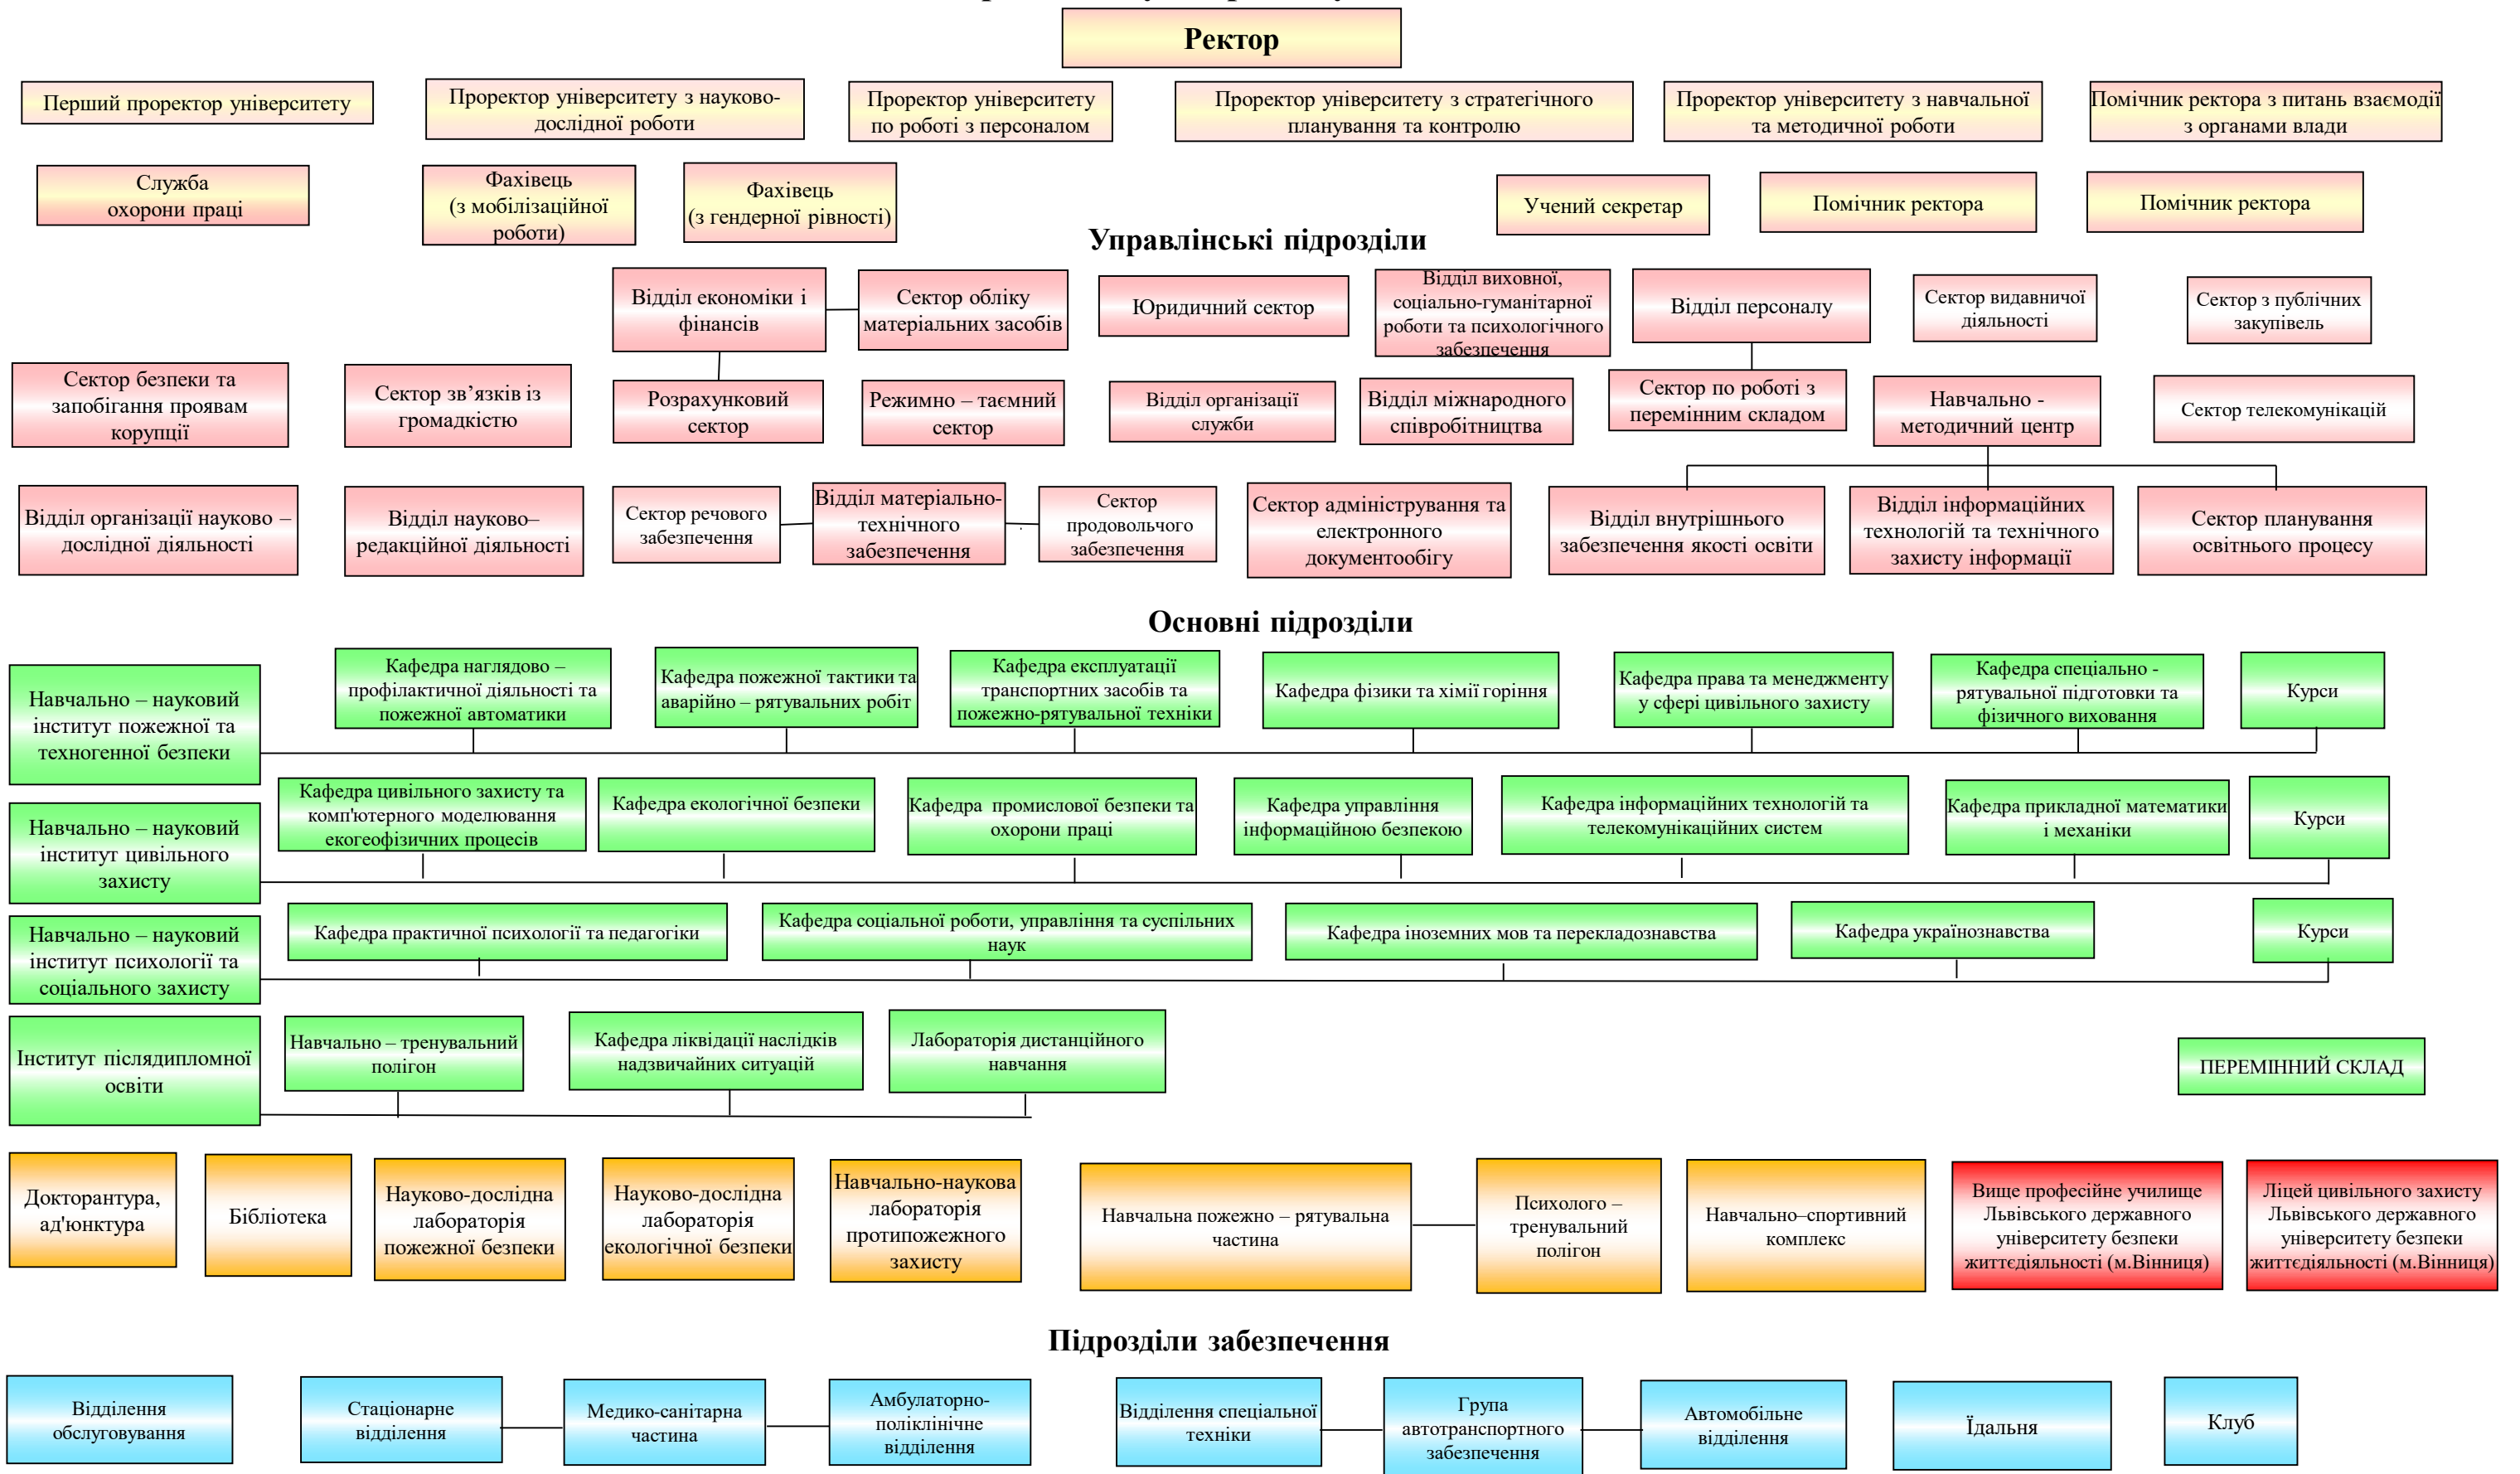 Ректор
Перший проректор університету
Проректор університету з науково-
дослідної роботи
Проректор університету
по роботі з персоналом
Проректор університету з стратегічного
планування та контролю
Проректор університету з навчальної
та методичної роботи
Помічник ректора з питань взаємодії
з органами влади
Служба
охорони праці
Фахівець
(з мобілізаційної
роботи)
Фахівець
(з гендерної рівності)
Учений секретар
Помічник ректора
Помічник ректора
Управлінські підрозділи
Відділ економіки і
фінансів
Сектор обліку
матеріальних засобів
Юридичний сектор
Відділ виховної,
соціально-гуманітарної
роботи та психологічного
забезпечення
Відділ персоналу
Сектор видавничої
діяльності
Сектор з публічних
закупівель
Сектор безпеки та
запобігання проявам
корупції
Сектор зв’язків із
громадкістю
Розрахунковий
сектор
Режимно – таємний
сектор
Відділ організації
служби
Відділ міжнародного
співробітництва
Сектор по роботі з
перемінним складом
Навчально -
методичний центр
Сектор телекомунікацій
Відділ організації науково –
дослідної діяльності
Відділ науково–
редакційної діяльності
Сектор речового
забезпечення
Відділ матеріально-
технічного
забезпечення
Сектор
продовольчого
забезпечення
Сектор адміністрування та
електронного
документообігу
Відділ внутрішнього
забезпечення якості освіти
Відділ інформаційних
технологій та технічного
захисту інформації
Сектор планування
освітнього процесу
Основні підрозділи
Навчально – науковий
інститут пожежної та
техногенної безпеки
Кафедра наглядово –
профілактичної діяльності та
пожежної автоматики
Кафедра пожежної тактики та
аварійно – рятувальних робіт
Кафедра експлуатації
транспортних засобів та
пожежно-рятувальної техніки
Кафедра фізики та хімії горіння
Кафедра права та менеджменту
у сфері цивільного захисту
Кафедра спеціально -
рятувальної підготовки та
фізичного виховання
Курси
Навчально – науковий
інститут цивільного
захисту
Кафедра цивільного захисту та
комп'ютерного моделювання
екогеофізичних процесів
Кафедра екологічної безпеки
Кафедра промислової безпеки та
охорони праці
Кафедра управління
інформаційною безпекою
Кафедра інформаційних технологій та
телекомунікаційних систем
Кафедра прикладної математики
і механіки
Курси
Навчально – науковий
інститут психології та
соціального захисту
Кафедра практичної психології та педагогіки
Кафедра соціальної роботи, управління та суспільних
наук
Кафедра іноземних мов та перекладознавства
Кафедра українознавства
Курси
Інститут післядипломної
освіти
Навчально – тренувальний
полігон
Кафедра ліквідації наслідків
надзвичайних ситуацій
Лабораторія дистанційного
навчання
ПЕРЕМІННИЙ СКЛАД
Докторантура,
ад'юнктура
Бібліотека
Науково-дослідна
лабораторія
пожежної безпеки
Науково-дослідна
лабораторія
екологічної безпеки
Навчально-наукова
лабораторія
протипожежного
захисту
Навчальна пожежно – рятувальна
частина
Психолого –
тренувальний
полігон
Навчально–спортивний
комплекс
Вище професійне училище
Львівського державного
університету безпеки
життєдіяльності (м.Вінниця)
Ліцей цивільного захисту
Львівського державного
університету безпеки
життєдіяльності (м.Вінниця)
Підрозділи забезпечення
Відділення
обслуговування
Стаціонарне
відділення
Медико-санітарна
частина
Амбулаторно-
поліклінічне
відділення
Відділення спеціальної
техніки
Група
автотранспортного
забезпечення
Автомобільне
відділення
Їдальня
Клуб